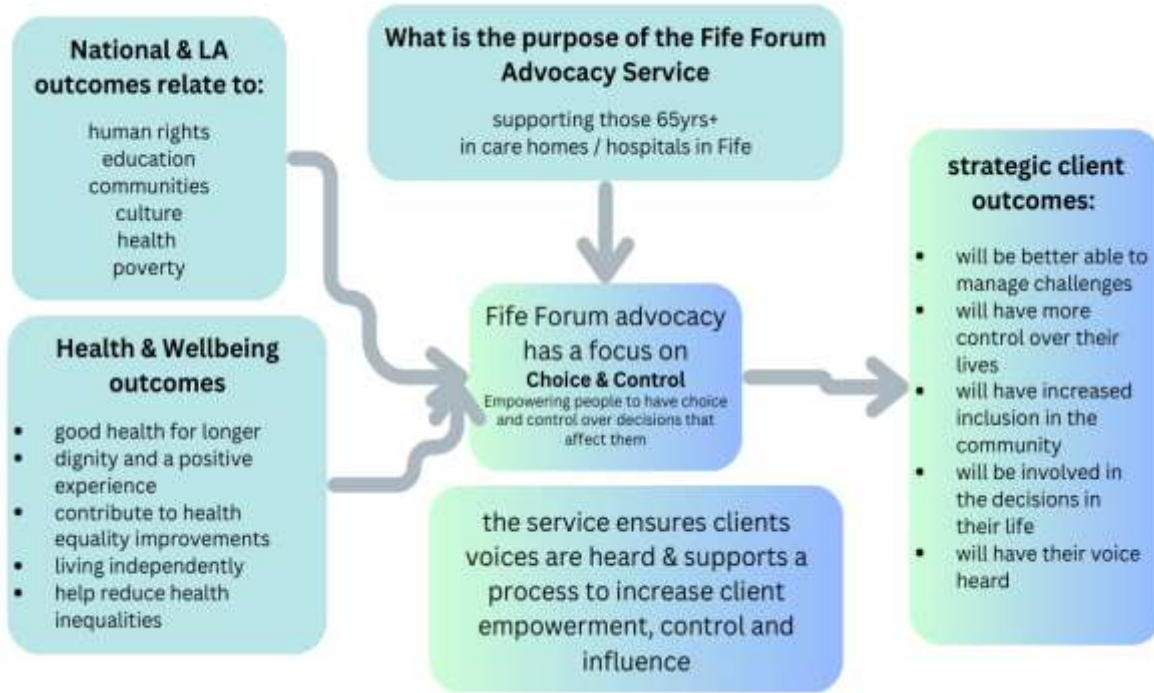 National & LA
outcomes relate to:
human rights
education
communities
culture
health
poverty
What is the purpose of the Fife Forum
Advocacy Service
supporting those 65yrs+
in care homes / hospitals in Fife
Health & Wellbeing
outcomes
• good health for longer
• dignity and a positive
experience
• contribute to health
equality improvements
• living independently
• help reduce health
inequalities
Fife Forum advocacy
has a focus on
Choice & Control
Empowering people to have choice
and control over decisions that
affect them
the service ensures clients
voices are heard & supports a
process to increase client
empowerment, control and
influence
strategic client
outcomes:
• will be better able to
manage challenges
• will have more
control over their
lives
• will have increased
inclusion in the
community
• will be involved in
the decisions in
their life
• will have their voice
heard